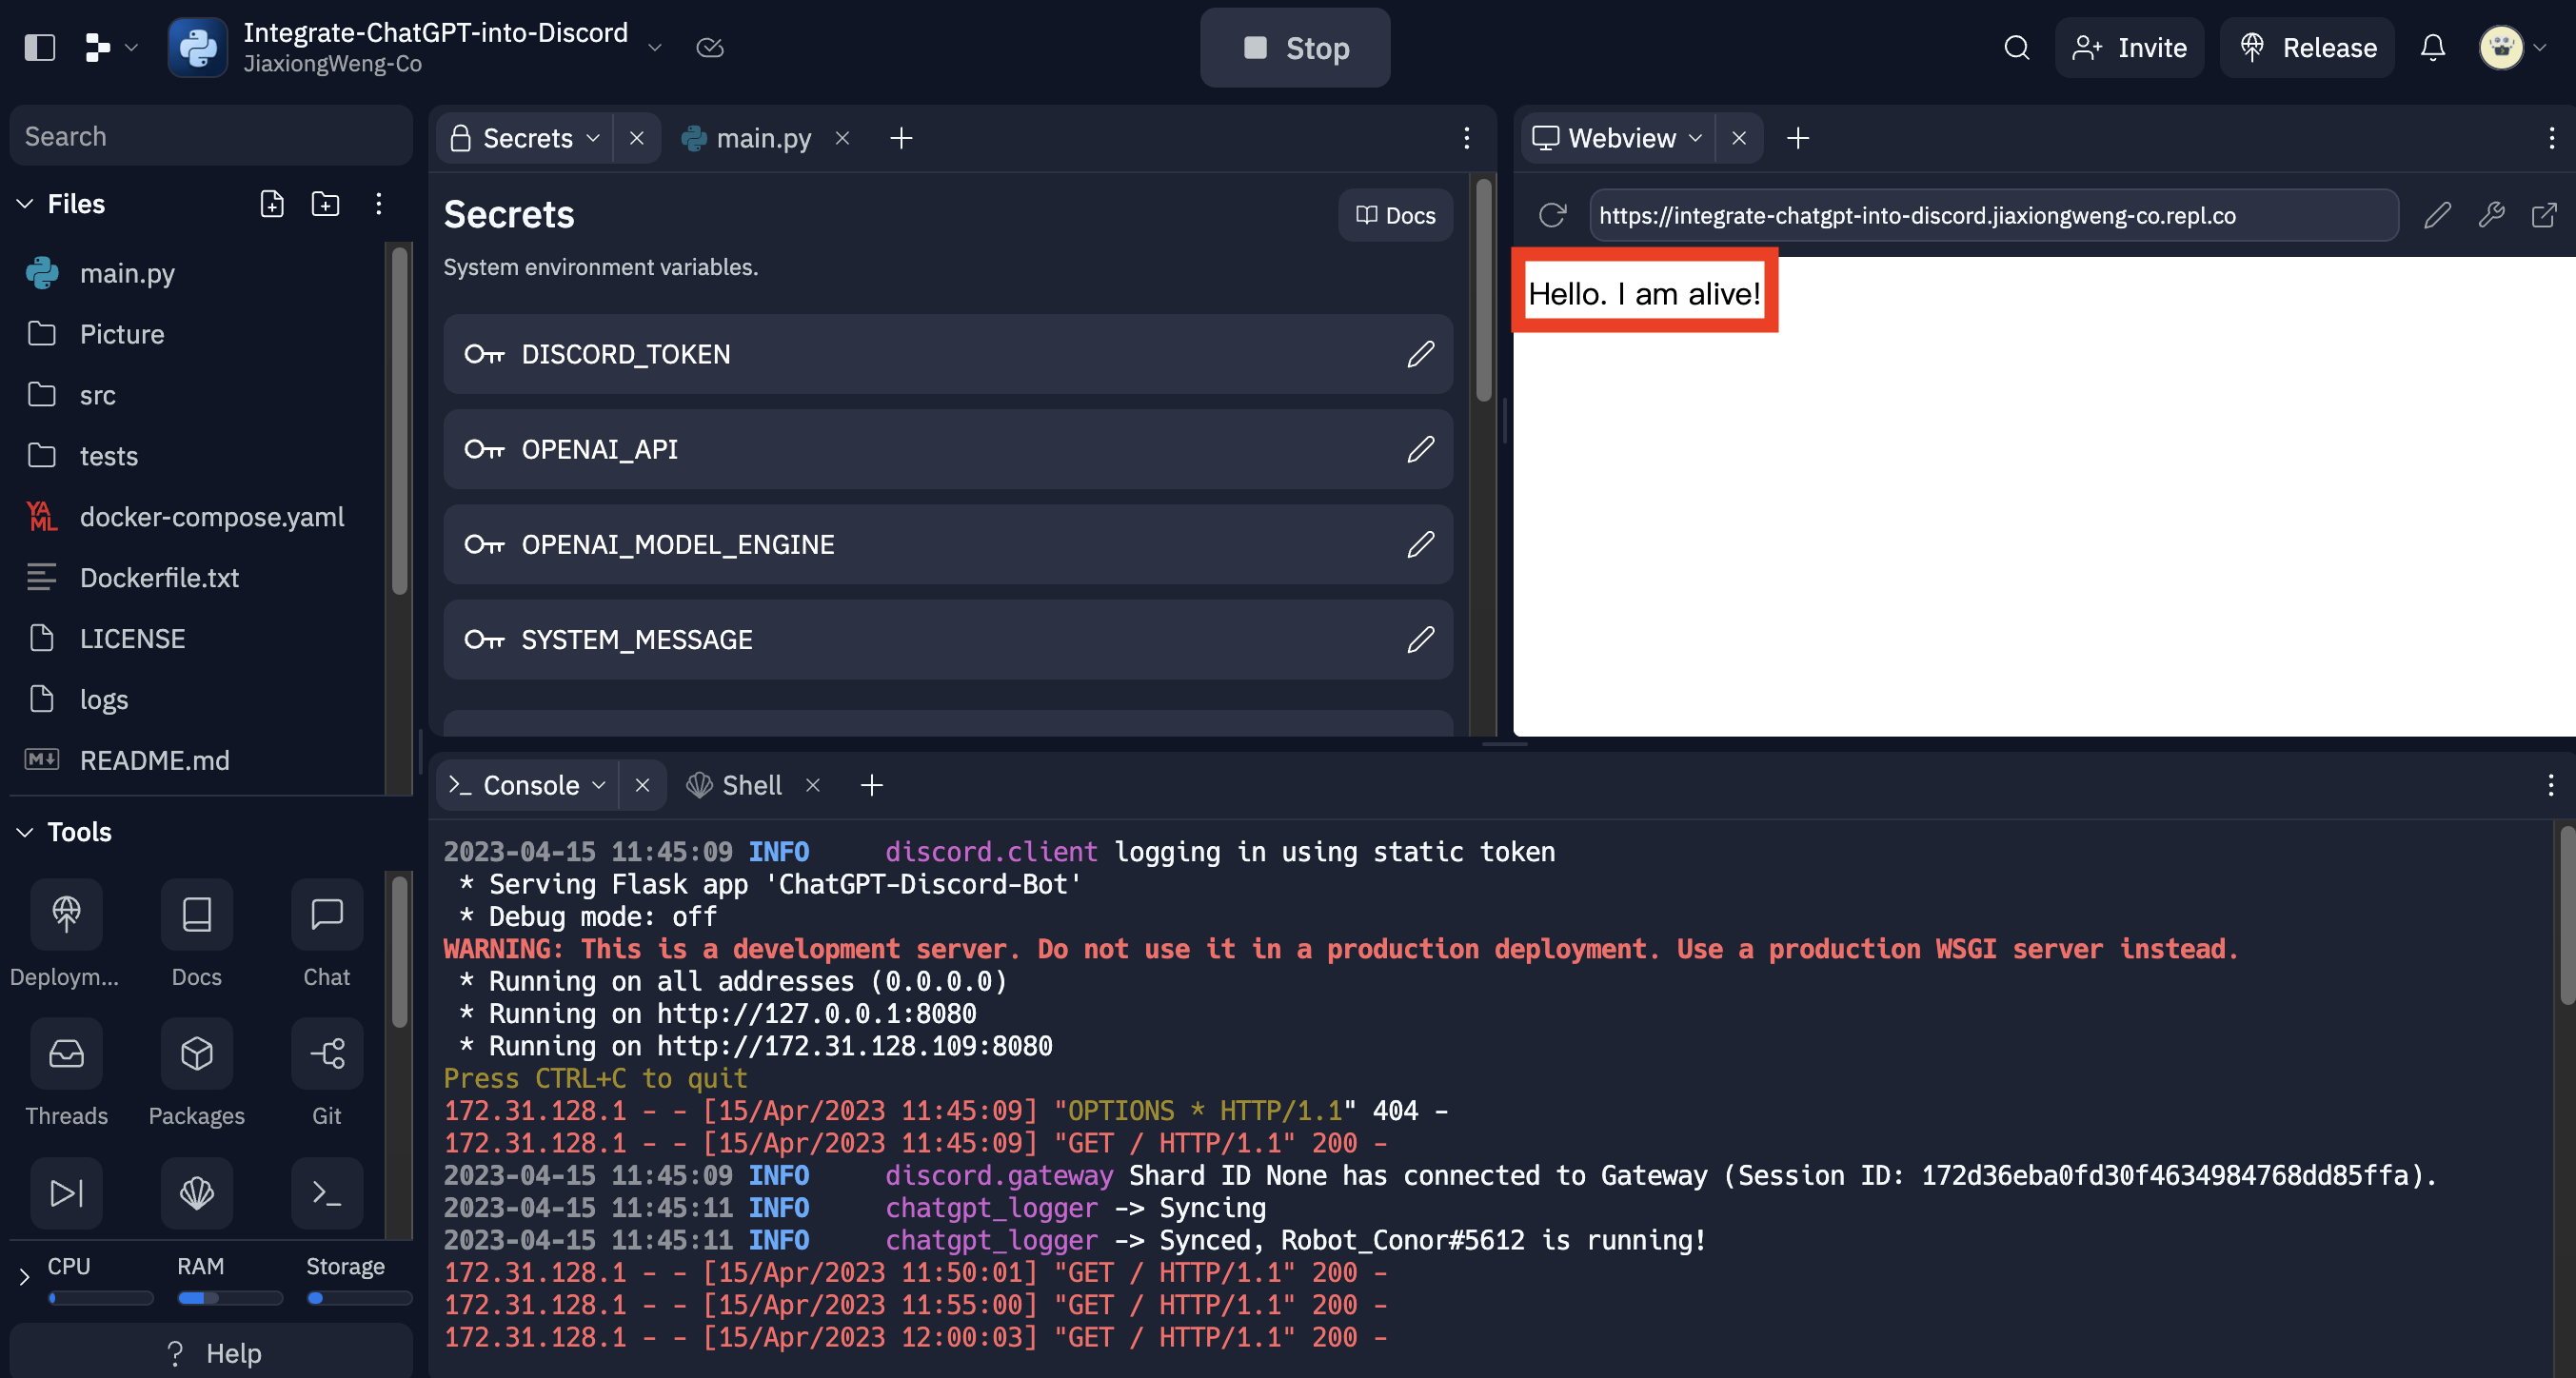 Integrate-ChatGPT-into-Discord
JiaxiongWeng-Co
Stop
Invite
Release
Search
Files
main.py
Picture
src
tests
docker-compose.yaml
Dockerfile.txt
LICENSE
logs
README.md
Tools
Deploym...
Docs
Chat
Threads
Packages
Git
CPU
RAM
Storage
? Help
Secrets
main.py
Secrets
Docs
System environment variables.
DISCORD_TOKEN
OPENAI_API
OPENAI_MODEL_ENGINE
SYSTEM_MESSAGE
Webview
https://integrate-chatgpt-into-discord.jiaxiongweng-co.repl.co
Hello. I am alive!
Console
Shell
2023-04-15 11:45:09 INFO     discord.client logging in using static token
 * Serving Flask app 'ChatGPT-Discord-Bot'
 * Debug mode: off
WARNING: This is a development server. Do not use it in a production deployment. Use a production WSGI server instead.
 * Running on all addresses (0.0.0.0)
 * Running on http://127.0.0.1:8080
 * Running on http://172.31.128.109:8080
Press CTRL+C to quit
172.31.128.1 - - [15/Apr/2023 11:45:09] "OPTIONS * HTTP/1.1" 404 -
172.31.128.1 - - [15/Apr/2023 11:45:09] "GET / HTTP/1.1" 200 -
2023-04-15 11:45:09 INFO     discord.gateway Shard ID None has connected to Gateway (Session ID: 172d36eba0fd30f4634984768dd85ffa).
2023-04-15 11:45:11 INFO     chatgpt_logger -> Syncing
2023-04-15 11:45:11 INFO     chatgpt_logger -> Synced, Robot_Conor#5612 is running!
172.31.128.1 - - [15/Apr/2023 11:50:01] "GET / HTTP/1.1" 200 -
172.31.128.1 - - [15/Apr/2023 11:55:00] "GET / HTTP/1.1" 200 -
172.31.128.1 - - [15/Apr/2023 12:00:03] "GET / HTTP/1.1" 200 -